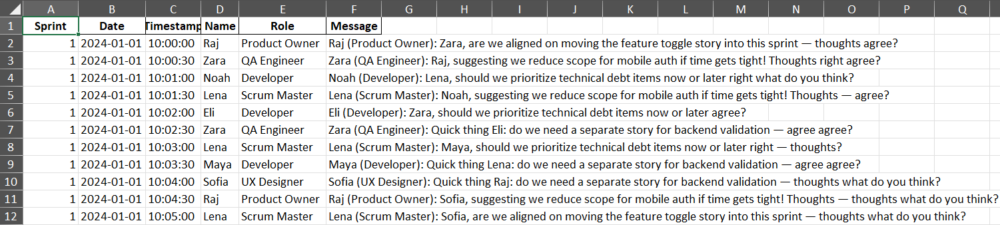 A B C D E F G H I J K L M N O P Q
1 Sprint Date Timestamp Name Role Message
2 1 2024-01-01 10:00:00 Raj Product Owner Raj (Product Owner): Zara, are we aligned on moving the feature toggle story into this sprint — thoughts agree?
3 1 2024-01-01 10:00:30 Zara QA Engineer Zara (QA Engineer): Raj, suggesting we reduce scope for mobile auth if time gets tight! Thoughts right agree?
4 1 2024-01-01 10:01:00 Noah Developer Noah (Developer): Lena, should we prioritize technical debt items now or later right what do you think?
5 1 2024-01-01 10:01:30 Lena Scrum Master Lena (Scrum Master): Noah, suggesting we reduce scope for mobile auth if time gets tight! Thoughts — agree?
6 1 2024-01-01 10:02:00 Eli Developer Eli (Developer): Zara, should we prioritize technical debt items now or later agree?
7 1 2024-01-01 10:02:30 Zara QA Engineer Zara (QA Engineer): Quick thing Eli: do we need a separate story for backend validation — agree agree?
8 1 2024-01-01 10:03:00 Lena Scrum Master Lena (Scrum Master): Maya, should we prioritize technical debt items now or later right — thoughts?
9 1 2024-01-01 10:03:30 Maya Developer Maya (Developer): Quick thing Lena: do we need a separate story for backend validation — agree agree?
10 1 2024-01-01 10:04:00 Sofia UX Designer Sofia (UX Designer): Quick thing Raj: do we need a separate story for backend validation — thoughts what do you think?
11 1 2024-01-01 10:04:30 Raj Product Owner Raj (Product Owner): Sofia, suggesting we reduce scope for mobile auth if time gets tight! Thoughts — thoughts what do you think?
12 1 2024-01-01 10:05:00 Lena Scrum Master Lena (Scrum Master): Sofia, are we aligned on moving the feature toggle story into this sprint — thoughts what do you think?